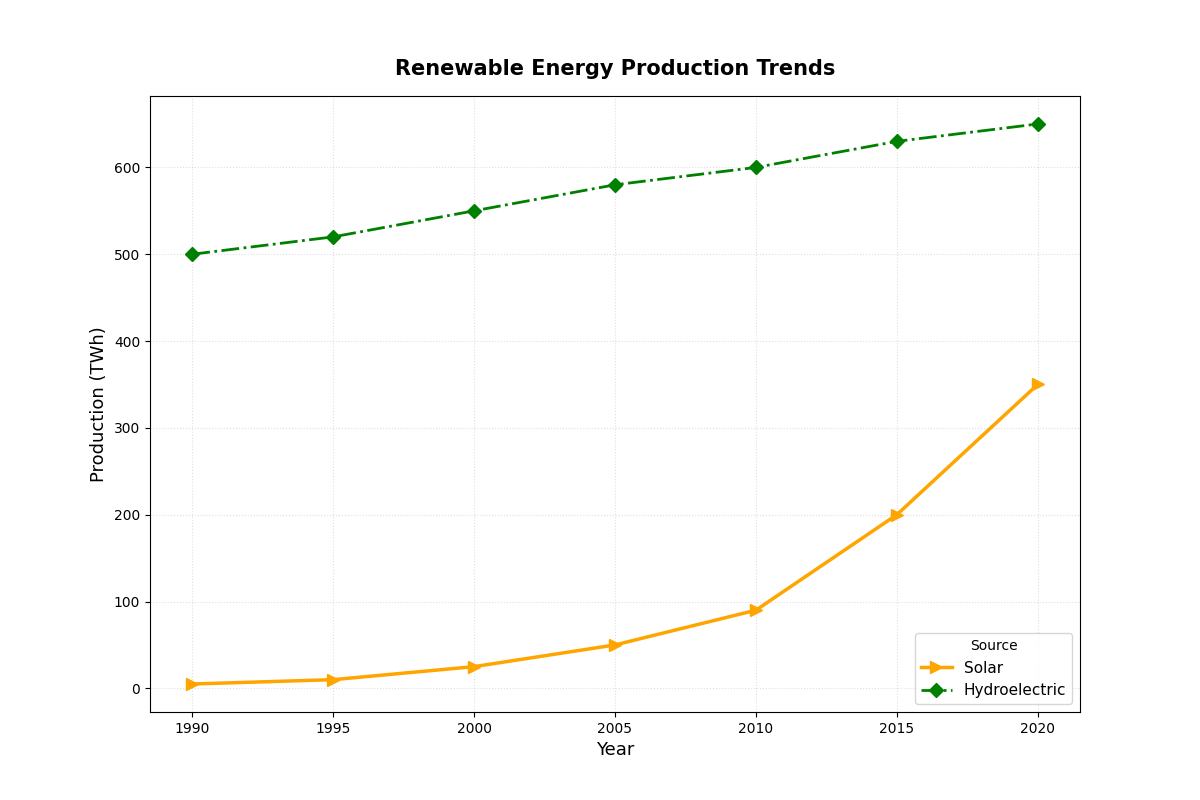 Renewable Energy Production Trends
Production (TWh)
600
500
400
300
200
100
0
1990 1995 2000 2005 2010 2015 2020
Year
Source
Solar
Hydroelectric